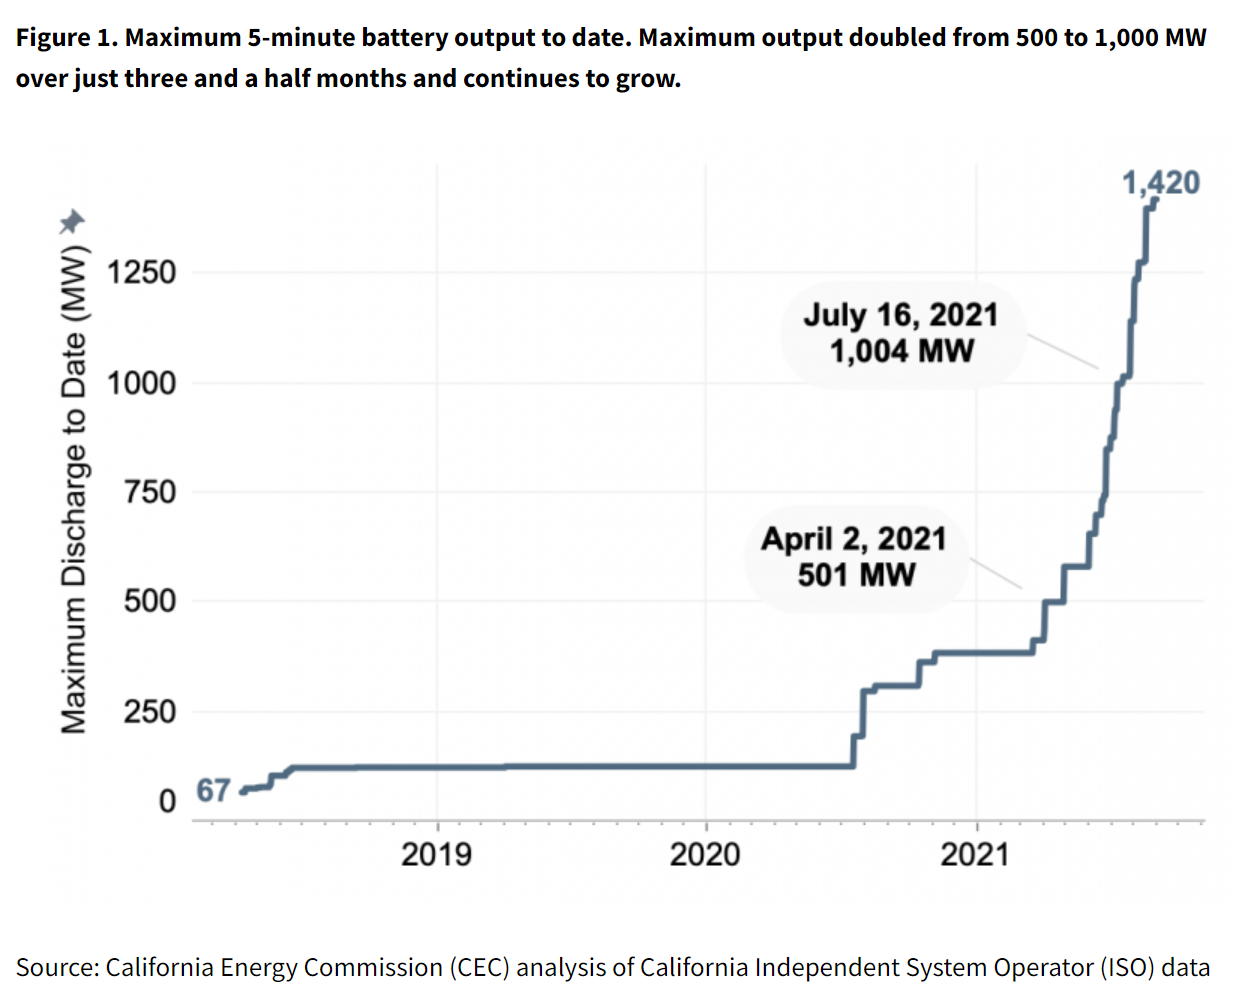 Figure 1. Maximum 5-minute battery output to date. Maximum output doubled from 500 to 1,000 MW
over just three and a half months and continues to grow.
1,420
Maximum Discharge to Date (MW)
1250
July 16, 2021
1,004 MW
1000
750
April 2, 2021
501 MW
500
250
67
0
2019
2020
2021
Source: California Energy Commission (CEC) analysis of California Independent System Operator (ISO) data